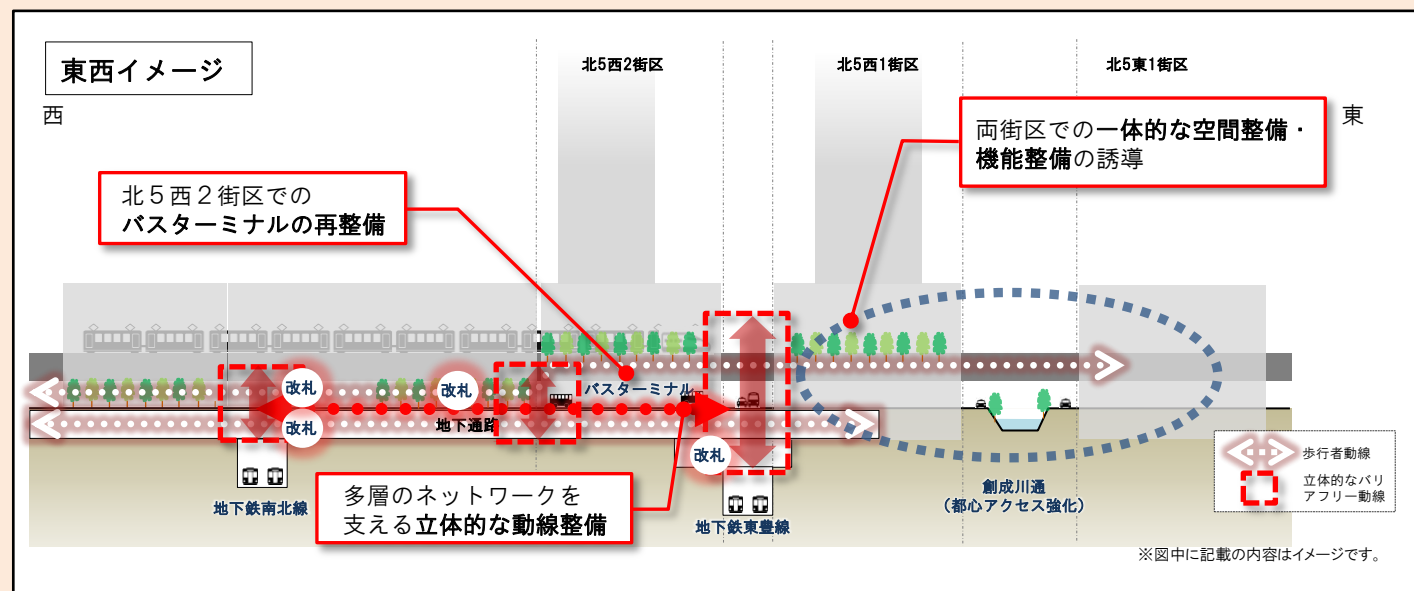 東西イメージ
西
北5西2街区
北5西1街区
北5東1街区
東
両街区での一体的な空間整備・
機能整備の誘導
北５西２街区での
バスターミナルの再整備
改札
改札
バスターミナル
改札
地下通路
改札
地下鉄南北線
多層のネットワークを
支える立体的な動線整備
地下鉄東豊線
創成川通
（都心アクセス強化）
歩行者動線
立体的なバリ
アフリー動線
※図中に記載の内容はイメージです。